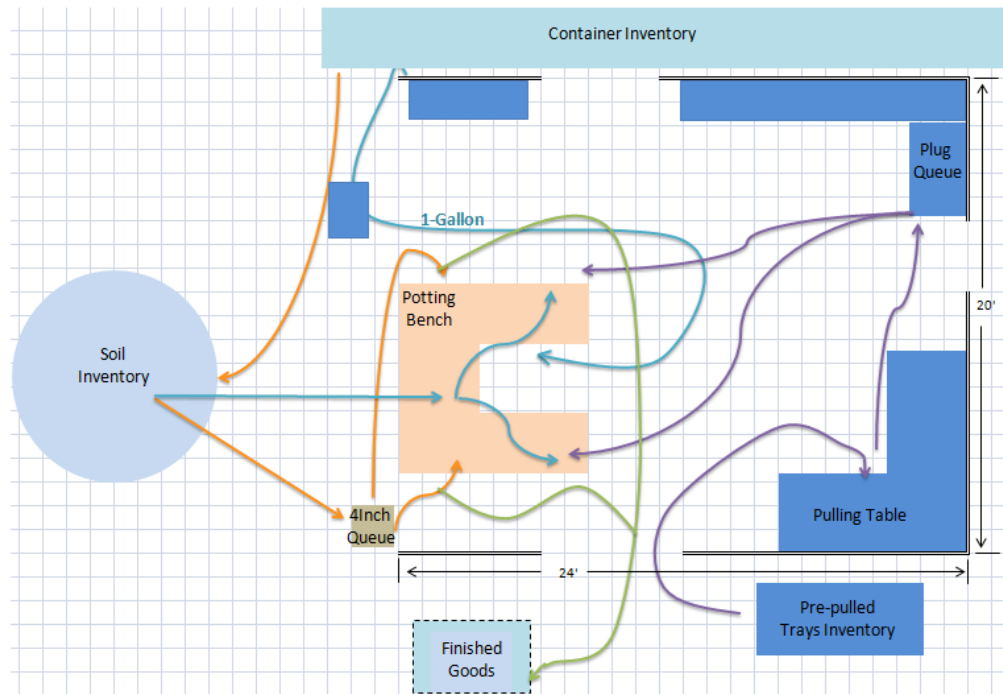 Container Inventory
Plug
Queue
1-Gallon
Potting
Bench
20'
Soil
Inventory
4Inch
Queue
Pulling Table
24'
Pre-pulled
Trays Inventory
Finished
Goods